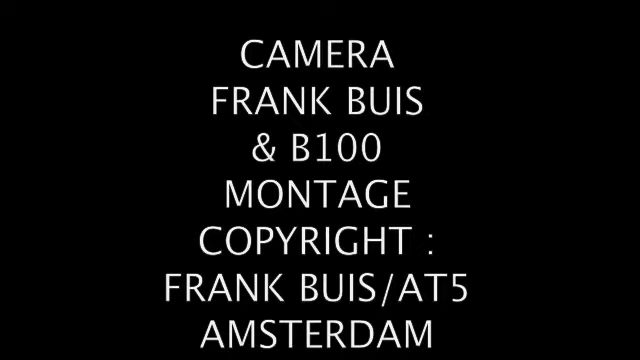 CAMERA
FRANK BUIS
& B100
MONTAGE
COPYRIGHT :
FRANK BUIS/AT5
AMSTERDAM